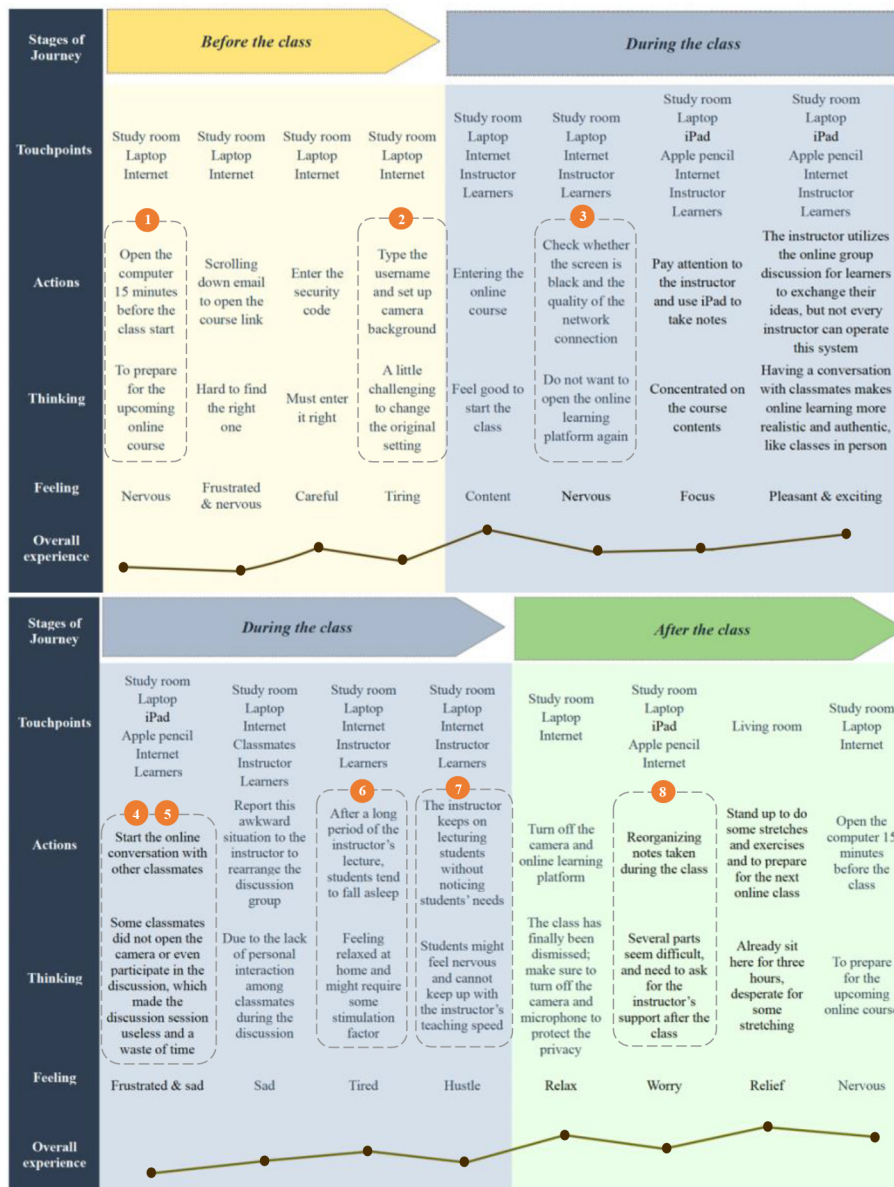 Stages of
Journey
Before the class
During the class
Touchpoints
Study room
Laptop
Internet
Study room
Laptop
Internet
Study room
Laptop
Internet
Study room
Laptop
Internet
Study room
Laptop
Internet
Instructor
Learners
Study room
Laptop
Internet
Instructor
Learners
Study room
Laptop
iPad
Apple pencil
Internet
Instructor
Learners
Study room
Laptop
iPad
Apple pencil
Internet
Instructor
Learners
1
2
3
Actions
Open the
computer
15 minutes
before the
class start
Scrolling
down email
to open the
course link
Enter the
security
code
Type the
username
and set up
camera
background
Entering the
online
course
Check whether
the screen is
black and the
quality of the
network
connection
Pay attention to
the instructor
and use iPad to
take notes
The instructor utilizes
the online group
discussion for learners
to exchange their
ideas, but not every
instructor can operate
this system
Thinking
To prepare
for the
upcoming
online
course
Hard to find
the right
one
Must enter
it right
A little
challenging
to change
the original
setting
Feel good to
start the
class
Do not want to
open the online
learning
platform again
Concentrated on
the course
contents
Having a conversation
with classmates makes
online learning more
realistic and authentic,
like classes in person
Feeling
Nervous
Frustrated
& nervous
Careful
Tiring
Content
Nervous
Focus
Pleasant & exciting
Overall
experience
Stages of
Journey
During the class
After the class
Touchpoints
Study room
Laptop
iPad
Apple pencil
Internet
Learners
Study room
Laptop
Internet
Classmates
Instructor
Learners
Study room
Laptop
Internet
Instructor
Learners
Study room
Laptop
Internet
Instructor
Learners
Study room
Laptop
Internet
Study room
Laptop
iPad
Apple pencil
Internet
Living room
Study room
Laptop
Internet
4
5
6
7
8
Actions
Start the online
conversation with
other classmates
Report this
awkward
situation to the
instructor to
rearrange the
discussion
group
After a long
period of the
instructor's
lecture,
students tend
to fall asleep
The instructor
keeps on
lecturing
students
without
noticing
students' needs
Turn off the
camera and
online learning
platform
Reorganizing
notes taken
during the class
Stand up to do
some stretches
and exercises
and to prepare
for the next
online class
Open the
computer 15
minutes
before the
class
Thinking
Some classmates
did not open the
camera or even
participate in the
discussion, which
made the
discussion session
useless and a
waste of time
Due to the lack
of personal
interaction
among
classmates
during the
discussion
Feeling
relaxed at
home and
might require
some
stimulation
factor
Students might
feel nervous
and cannot
keep up with
the instructor's
teaching speed
The class has
finally been
dismissed;
make sure to
turn off the
camera and
microphone to
protect the
privacy
Several parts
seem difficult,
and need to ask
for the
instructor's
support after the
class
Already sit
here for three
hours,
desperate for
some
stretching
To prepare
for the
upcoming
online course
Feeling
Frustrated & sad
Sad
Tired
Hustle
Relax
Worry
Relief
Nervous
Overall
experience